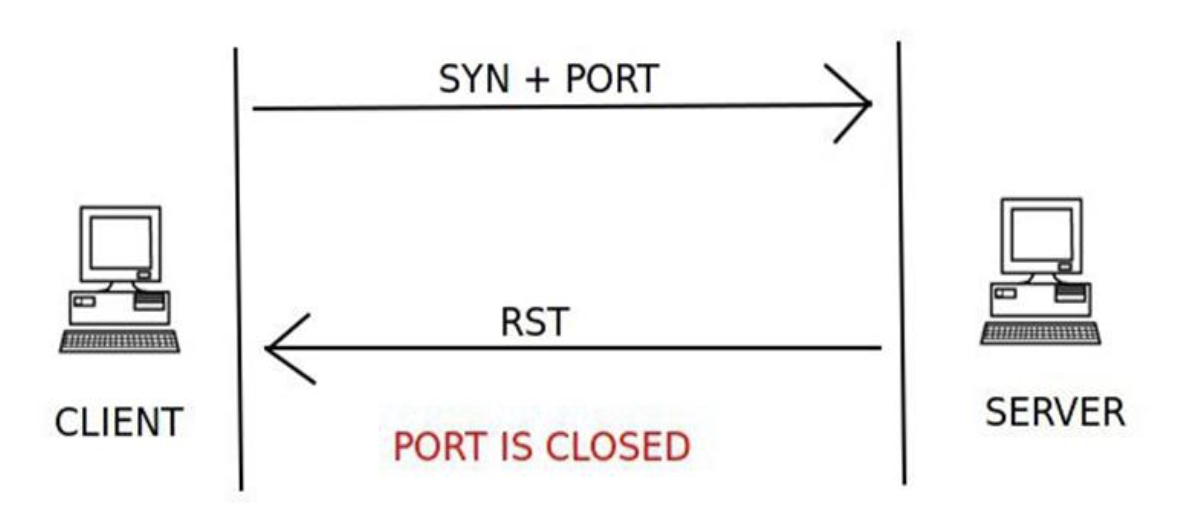 SYN + PORT
RST
CLIENT
SERVER
PORT IS CLOSED